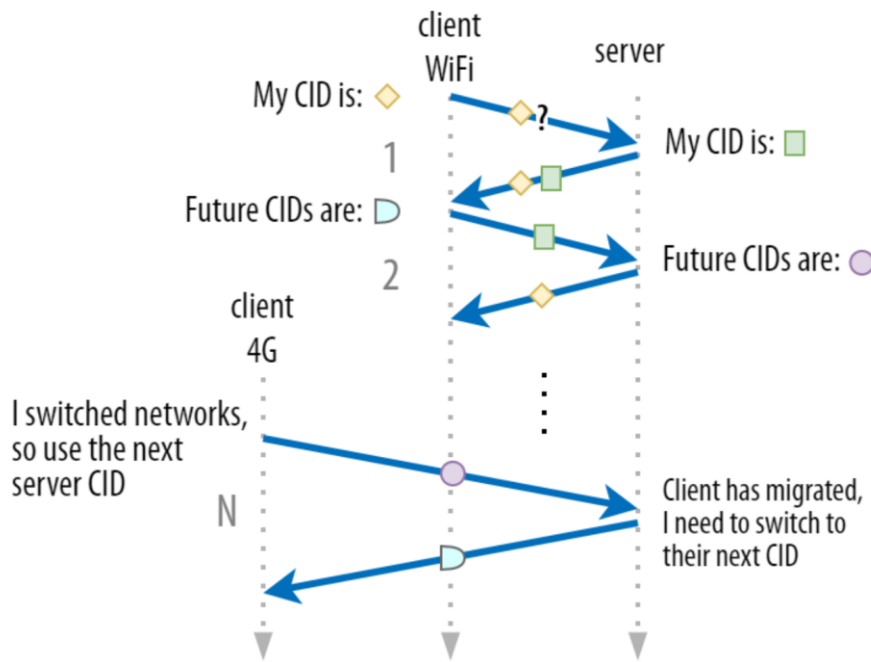 client
WiFi
server
My CID is:
?
1
My CID is:
Future CIDs are:
2
Future CIDs are:
client
4G
I switched networks,
so use the next
server CID
N
Client has migrated,
I need to switch to
their next CID